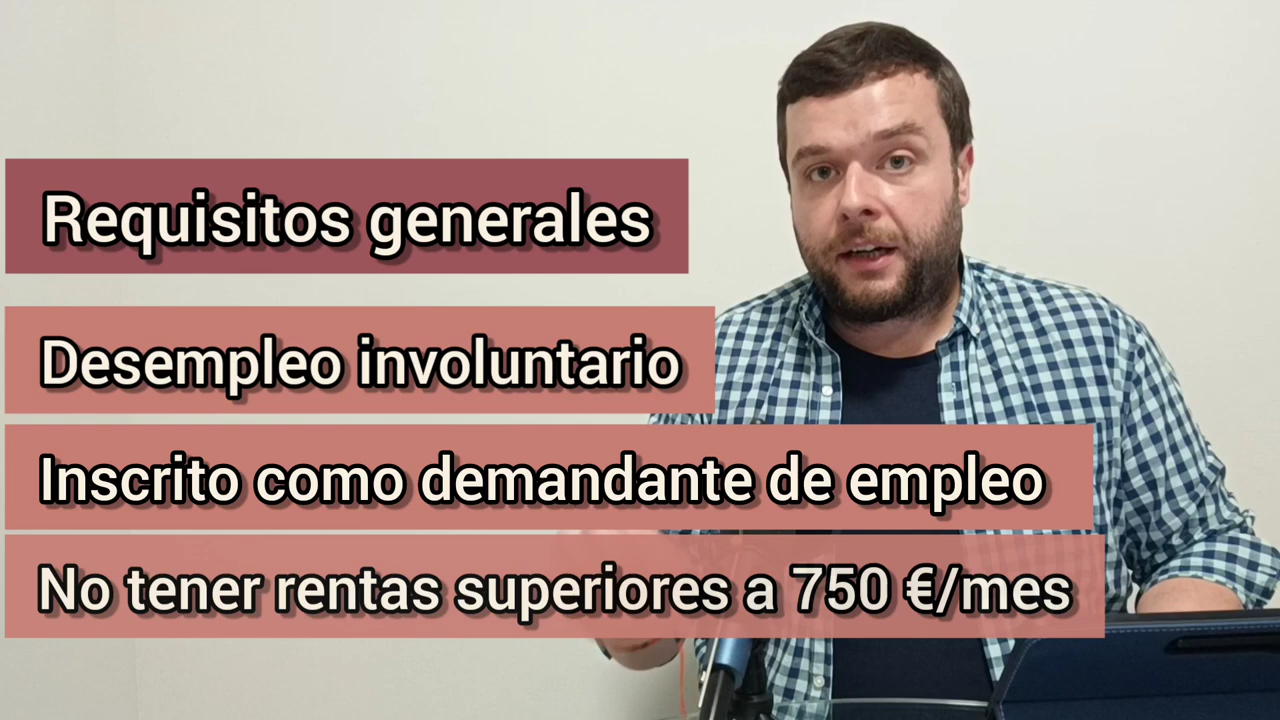 Requisitos generales
Desempleo involuntario
Inscrito como demandante de empleo
No tener rentas superiores a 750 €/mes